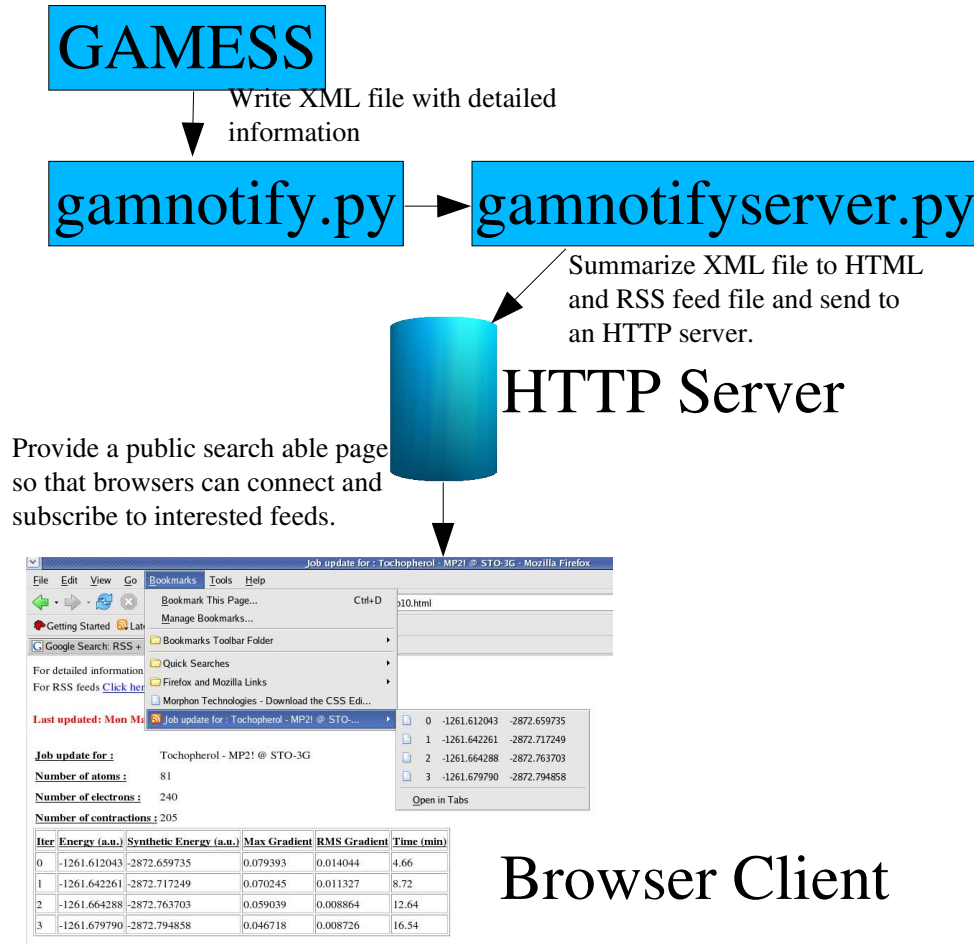 GAMESS
Write XML file with detailed
information
gamnotify.py
gamnotifyserver.py
Summarize XML file to HTML
and RSS feed file and send to
an HTTP server.
HTTP Server
Provide a public search able page
so that browsers can connect and
subscribe to interested feeds.
Job update for : Tochopherol - MP2! @ STO-3G - Mozilla Firefox
File Edit View Go Bookmarks Tools Help
Bookmark This Page... Ctrl+D
Manage Bookmarks...
Bookmarks Toolbar Folder
Quick Searches
Firefox and Mozilla Links
Morphon Technologies - Download the CSS Edi...
Job update for : Tochopherol - MP2! @ STO-...
0 -1261.612043 -2872.659735
1 -1261.642261 -2872.717249
2 -1261.664288 -2872.763703
3 -1261.679790 -2872.794858
Open in Tabs
b10.html
Getting Started
Google Search: RSS +
For detailed information
For RSS feeds Click her
Last updated: Mon Ma
Job update for : Tochopherol - MP2! @ STO-3G
Number of atoms : 81
Number of electrons : 240
Number of contractions : 205
Iter Energy (a.u.) Synthetic Energy (a.u.) Max Gradient RMS Gradient Time (min)
0 -1261.612043 -2872.659735 0.079393 0.014044 4.66
1 -1261.642261 -2872.717249 0.070245 0.011327 8.72
2 -1261.664288 -2872.763703 0.059039 0.008864 12.64
3 -1261.679790 -2872.794858 0.046718 0.008726 16.54
Browser Client